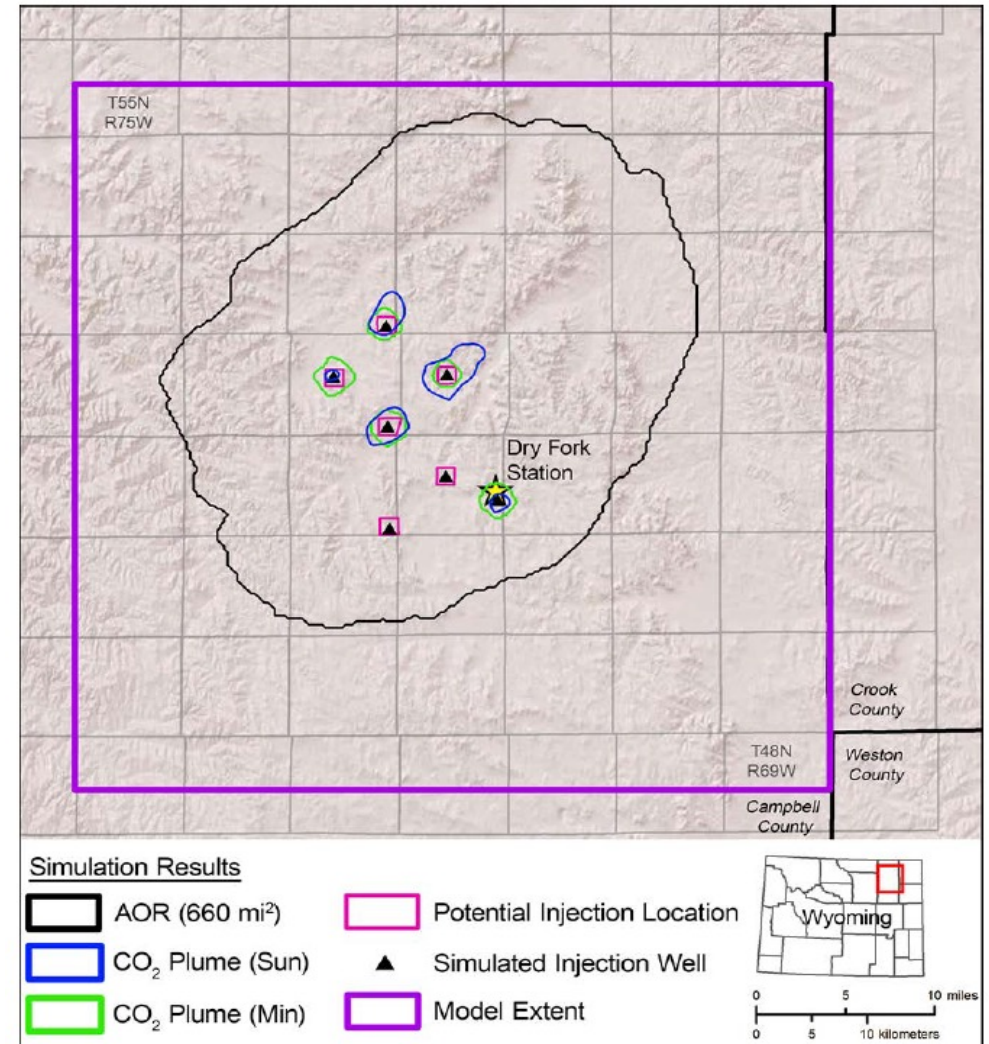 T55N
R75W
Dry Fork
Station
Crook
County
T48N
R69W
Weston
County
Campbell
County
Simulation Results
AOR (660 mi²)
CO₂ Plume (Sun)
CO₂ Plume (Min)
Potential Injection Location
Simulated Injection Well
Model Extent
Wyoming
0 5 10 miles
0 5 10 kilometers